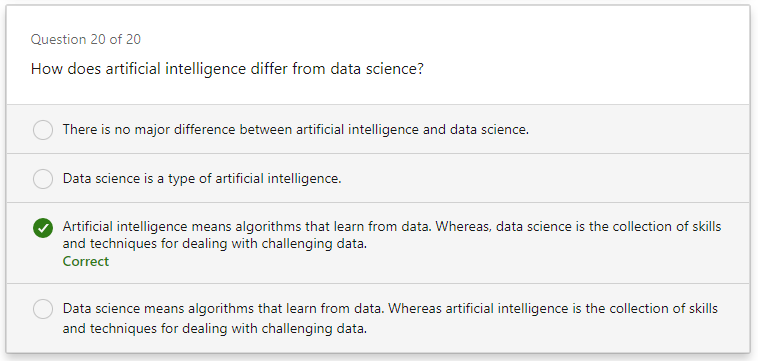 Question 20 of 20
How does artificial intelligence differ from data science?
There is no major difference between artificial intelligence and data science.
Data science is a type of artificial intelligence.
Artificial intelligence means algorithms that learn from data. Whereas, data science is the collection of skills
and techniques for dealing with challenging data.
Correct
Data science means algorithms that learn from data. Whereas artificial intelligence is the collection of skills
and techniques for dealing with challenging data.